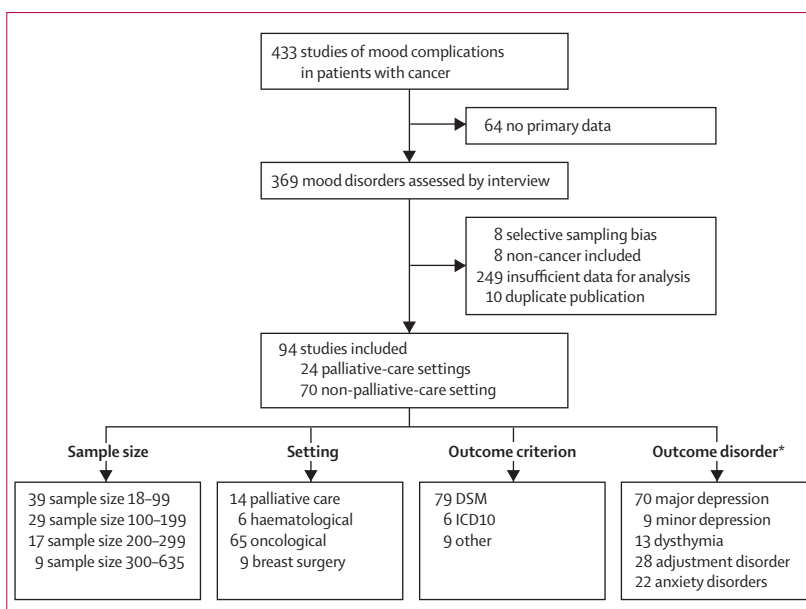 433 studies of mood complications
in patients with cancer
64 no primary data
369 mood disorders assessed by interview
8 selective sampling bias
8 non-cancer included
249 insufficient data for analysis
10 duplicate publication
94 studies included
24 palliative-care settings
70 non-palliative-care setting
Sample size
39 sample size 18–99
29 sample size 100–199
17 sample size 200–299
9 sample size 300–635
Setting
14 palliative care
6 haematological
65 oncological
9 breast surgery
Outcome criterion
79 DSM
6 ICD10
9 other
Outcome disorder*
70 major depression
9 minor depression
13 dysthymia
28 adjustment disorder
22 anxiety disorders